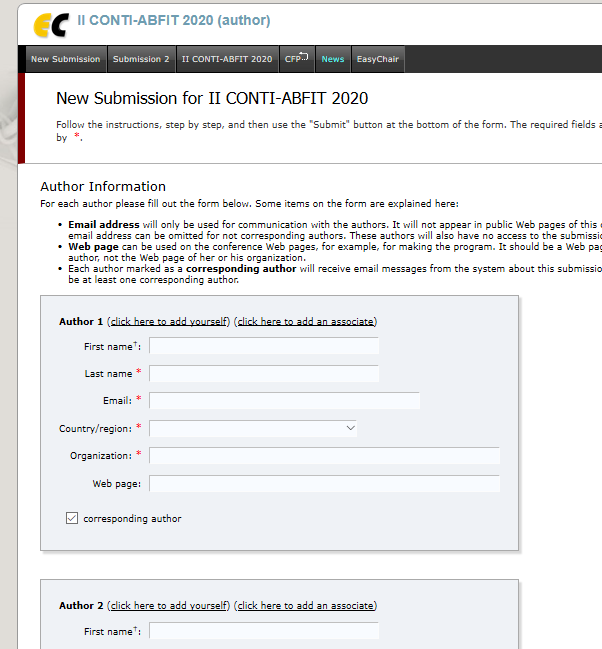 EC
II CONTI-ABFIT 2020 (author)
New Submission Submission 2 II CONTI-ABFIT 2020 CFP News EasyChair
New Submission for II CONTI-ABFIT 2020
Follow the instructions, step by step, and then use the "Submit" button at the bottom of the form. The required fields a
by *.
Author Information
For each author please fill out the form below. Some items on the form are explained here:
• Email address will only be used for communication with the authors. It will not appear in public Web pages of this
email address can be omitted for not corresponding authors. These authors will also have no access to the submissio
• Web page can be used on the conference Web pages, for example, for making the program. It should be a Web pag
author, not the Web page of her or his organization.
• Each author marked as a corresponding author will receive email messages from the system about this submissio
be at least one corresponding author.
Author 1 (click here to add yourself) (click here to add an associate)
First name†:
Last name *
Email: *
Country/region: *
Organization: *
Web page:
corresponding author
Author 2 (click here to add yourself) (click here to add an associate)
First name†: